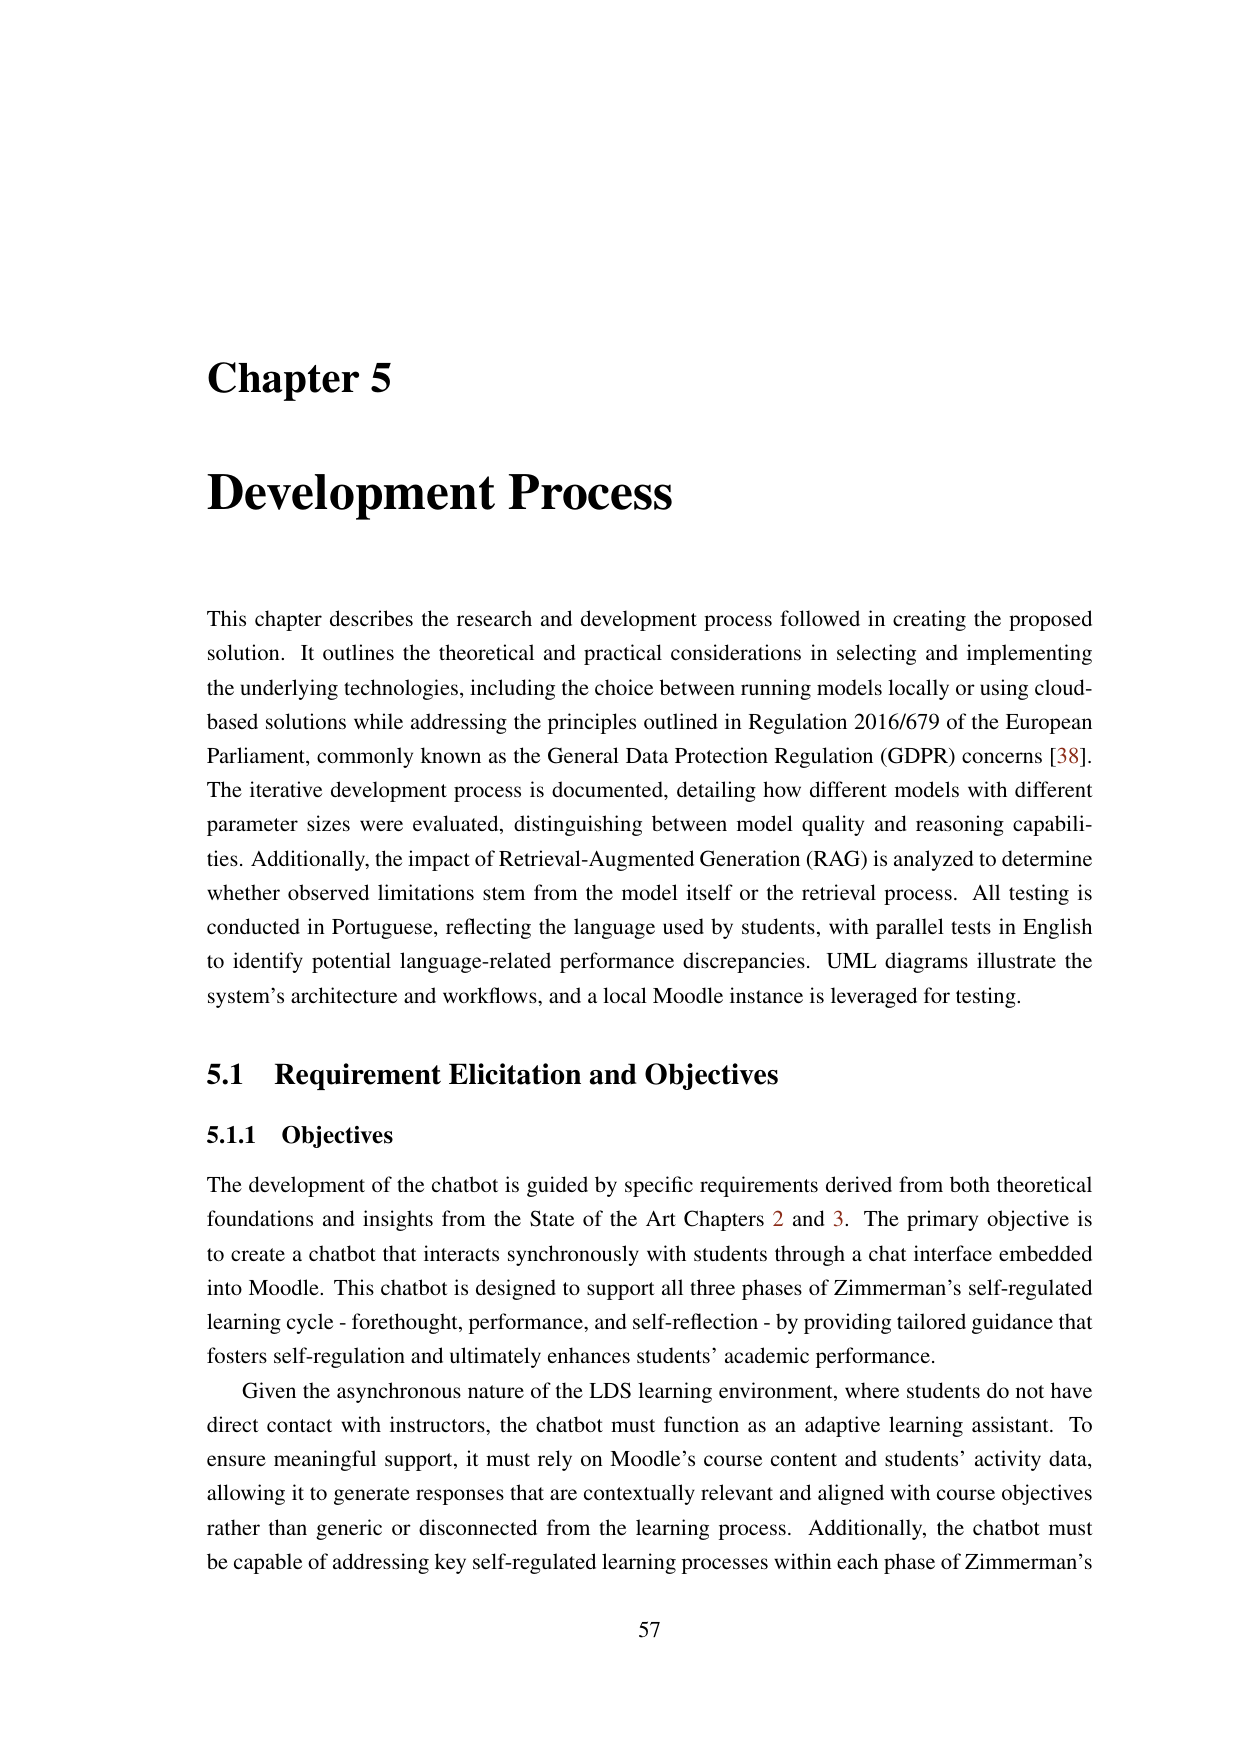 Chapter 5
Development Process
This chapter describes the research and development process followed in creating the proposed
solution. It outlines the theoretical and practical considerations in selecting and implementing
the underlying technologies, including the choice between running models locally or using cloud-
based solutions while addressing the principles outlined in Regulation 2016/679 of the European
Parliament, commonly known as the General Data Protection Regulation (GDPR) concerns [38].
The iterative development process is documented, detailing how different models with different
parameter sizes were evaluated, distinguishing between model quality and reasoning capabili-
ties. Additionally, the impact of Retrieval-Augmented Generation (RAG) is analyzed to determine
whether observed limitations stem from the model itself or the retrieval process. All testing is
conducted in Portuguese, reflecting the language used by students, with parallel tests in English
to identify potential language-related performance discrepancies. UML diagrams illustrate the
system's architecture and workflows, and a local Moodle instance is leveraged for testing.
5.1 Requirement Elicitation and Objectives
5.1.1 Objectives
The development of the chatbot is guided by specific requirements derived from both theoretical
foundations and insights from the State of the Art Chapters 2 and 3. The primary objective is
to create a chatbot that interacts synchronously with students through a chat interface embedded
into Moodle. This chatbot is designed to support all three phases of Zimmerman's self-regulated
learning cycle - forethought, performance, and self-reflection - by providing tailored guidance that
fosters self-regulation and ultimately enhances students' academic performance.
Given the asynchronous nature of the LDS learning environment, where students do not have
direct contact with instructors, the chatbot must function as an adaptive learning assistant. To
ensure meaningful support, it must rely on Moodle's course content and students' activity data,
allowing it to generate responses that are contextually relevant and aligned with course objectives
rather than generic or disconnected from the learning process. Additionally, the chatbot must
be capable of addressing key self-regulated learning processes within each phase of Zimmerman's
57